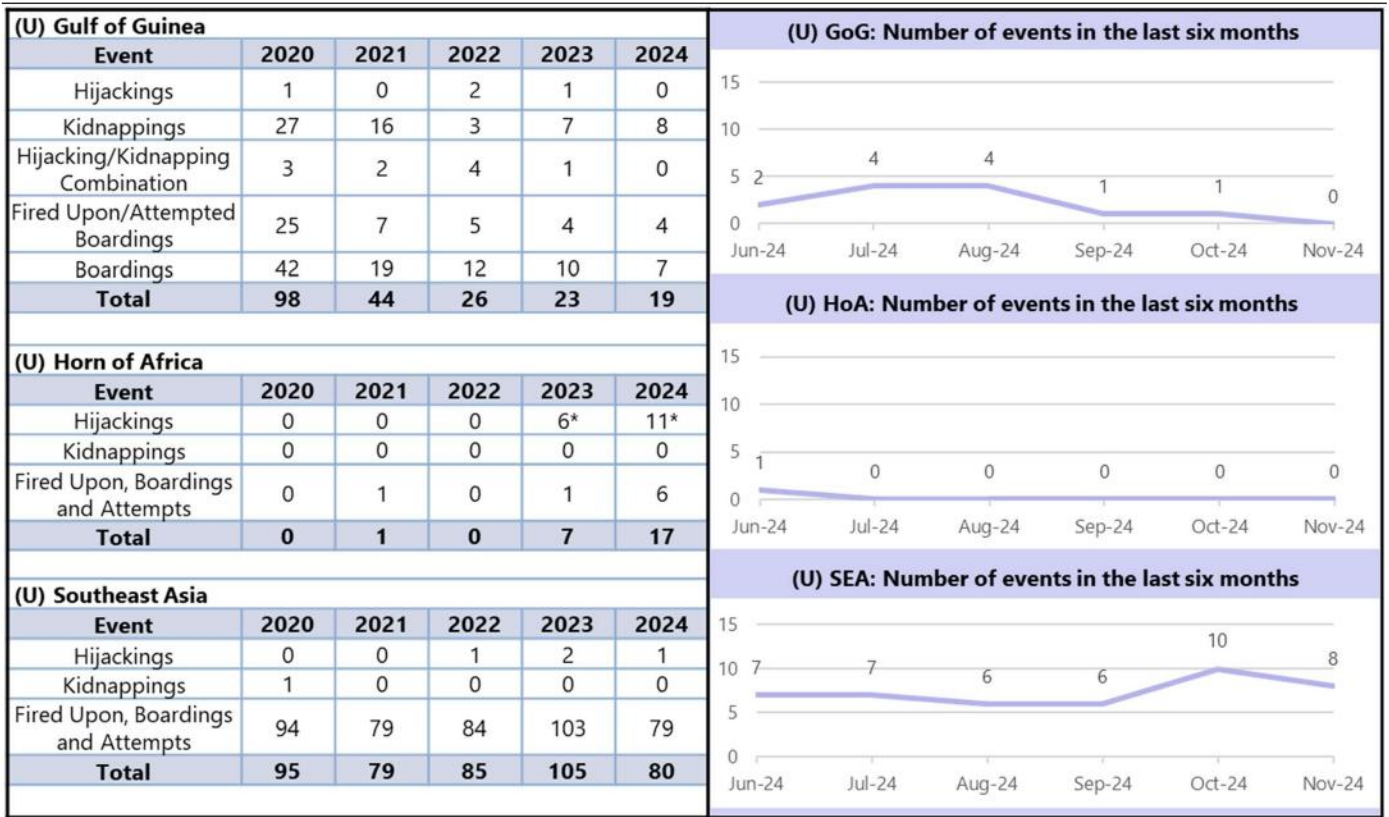 (U) Gulf of Guinea
Event 2020 2021 2022 2023 2024
Hijackings 1 0 2 1 0
Kidnappings 27 16 3 7 8
Hijacking/Kidnapping
Combination 3 2 4 1 0
Fired Upon/Attempted
Boardings 25 7 5 4 4
Boardings 42 19 12 10 7
Total 98 44 26 23 19
(U) Horn of Africa
Event 2020 2021 2022 2023 2024
Hijackings 0 0 0 6* 11*
Kidnappings 0 0 0 0 0
Fired Upon, Boardings
and Attempts 0 1 0 1 6
Total 0 1 0 7 17
(U) Southeast Asia
Event 2020 2021 2022 2023 2024
Hijackings 0 0 1 2 1
Kidnappings 1 0 0 0 0
Fired Upon, Boardings
and Attempts 94 79 84 103 79
Total 95 79 85 105 80
(U) GoG: Number of events in the last six months
15
10
5
0
2 4 4 1 1 0
Jun-24 Jul-24 Aug-24 Sep-24 Oct-24 Nov-24
(U) HoA: Number of events in the last six months
15
10
5
0
1 0 0 0 0 0
Jun-24 Jul-24 Aug-24 Sep-24 Oct-24 Nov-24
(U) SEA: Number of events in the last six months
15
10
5
0
7 7 6 6 10 8
Jun-24 Jul-24 Aug-24 Sep-24 Oct-24 Nov-24